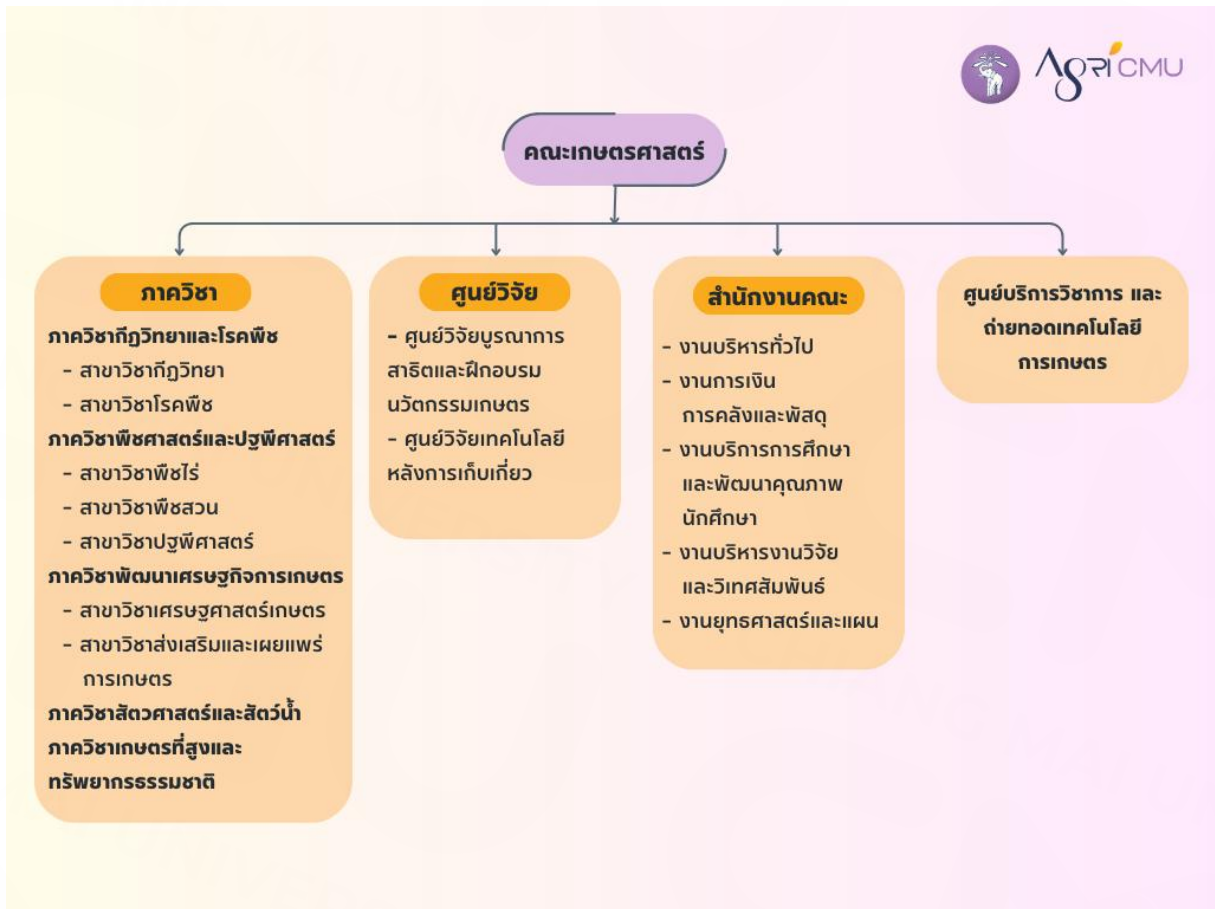 AGRI CMU
คณะเกษตรศาสตร์
ภาควิชา
ภาควิชากีฏวิทยาและโรคพืช
- สาขาวิชากีฏวิทยา
- สาขาวิชาโรคพืช
ภาควิชาพืชศาสตร์และปฐพีศาสตร์
- สาขาวิชาพืชไร่
- สาขาวิชาพืชสวน
- สาขาวิชาปฐพีศาสตร์
ภาควิชาพัฒนาเศรษฐกิจการเกษตร
- สาขาวิชาเศรษฐศาสตร์เกษตร
- สาขาวิชาส่งเสริมและเผยแพร่
การเกษตร
ภาควิชาสัตวศาสตร์และสัตว์น้ำ
ภาควิชาเกษตรที่สูงและ
ทรัพยากรธรรมชาติ
ศูนย์วิจัย
- ศูนย์วิจัยบูรณาการ
สาธิตและฝึกอบรม
นวัตกรรมเกษตร
- ศูนย์วิจัยเทคโนโลยี
หลังการเก็บเกี่ยว
สำนักงานคณะ
- งานบริหารทั่วไป
- งานการเงิน
การคลังและพัสดุ
- งานบริการการศึกษา
และพัฒนาคุณภาพ
นักศึกษา
- งานบริหารงานวิจัย
และวิเทศสัมพันธ์
- งานยุทธศาสตร์และแผน
ศูนย์บริการวิชาการ และ
ถ่ายทอดเทคโนโลยี
การเกษตร